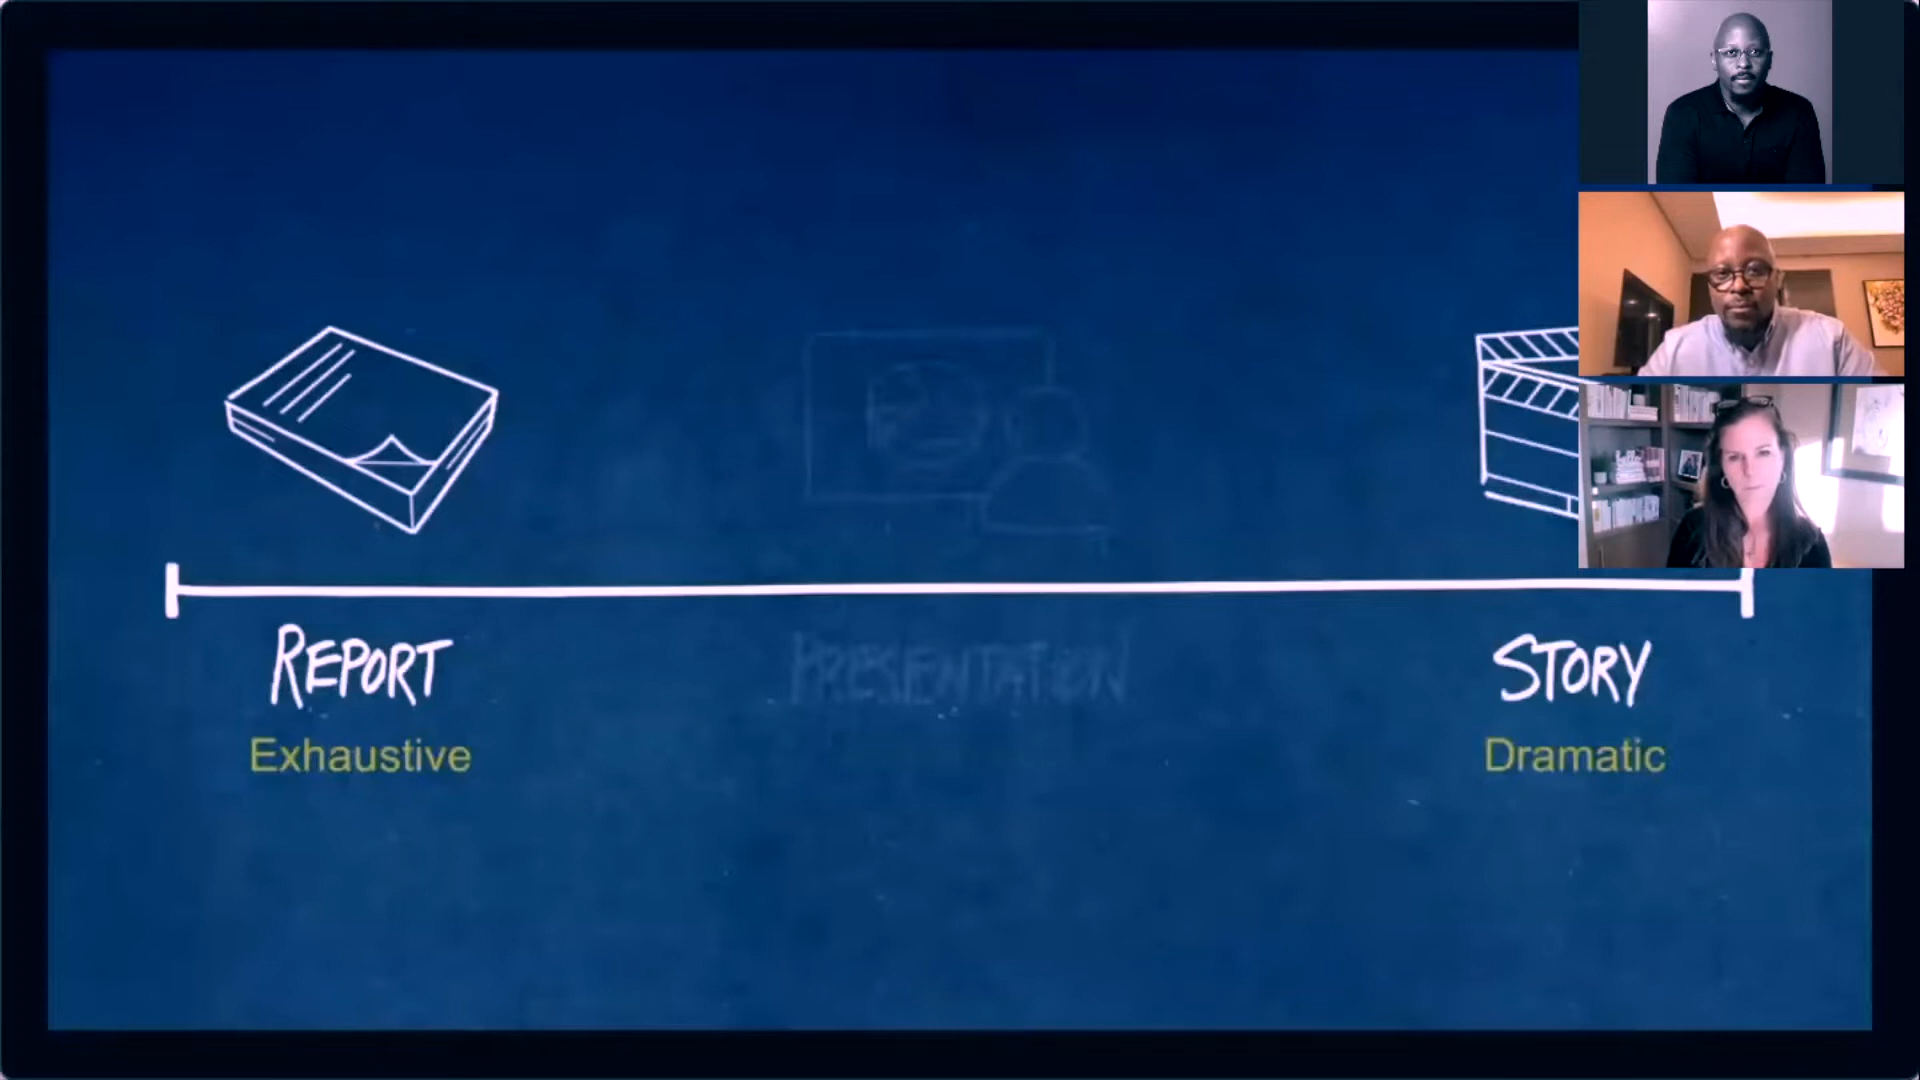 REPORT
PRESENTATION
STORY
Exhaustive
Dramatic